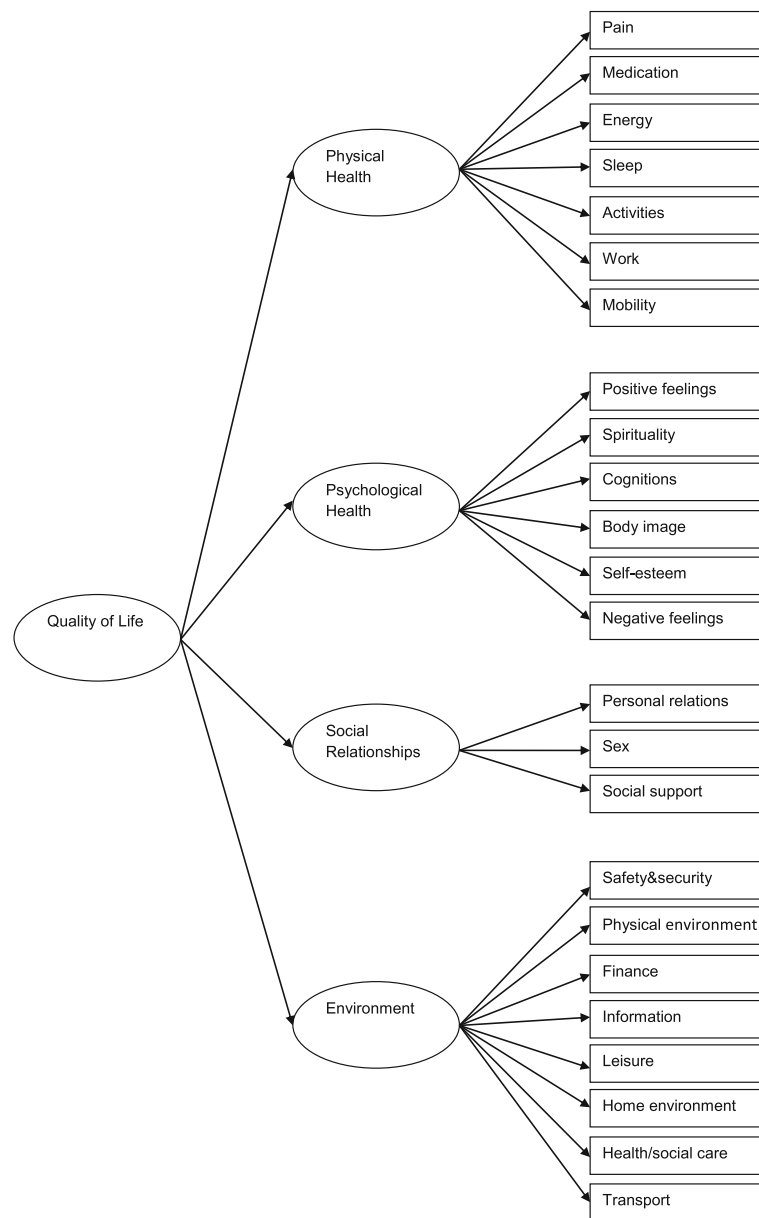 Pain
Medication
Energy
Sleep
Activities
Work
Mobility
Physical
Health
Positive feelings
Spirituality
Cognitions
Body image
Self-esteem
Negative feelings
Psychological
Health
Quality of Life
Personal relations
Sex
Social support
Social
Relationships
Safety&security
Physical environment
Finance
Information
Leisure
Home environment
Health/social care
Transport
Environment